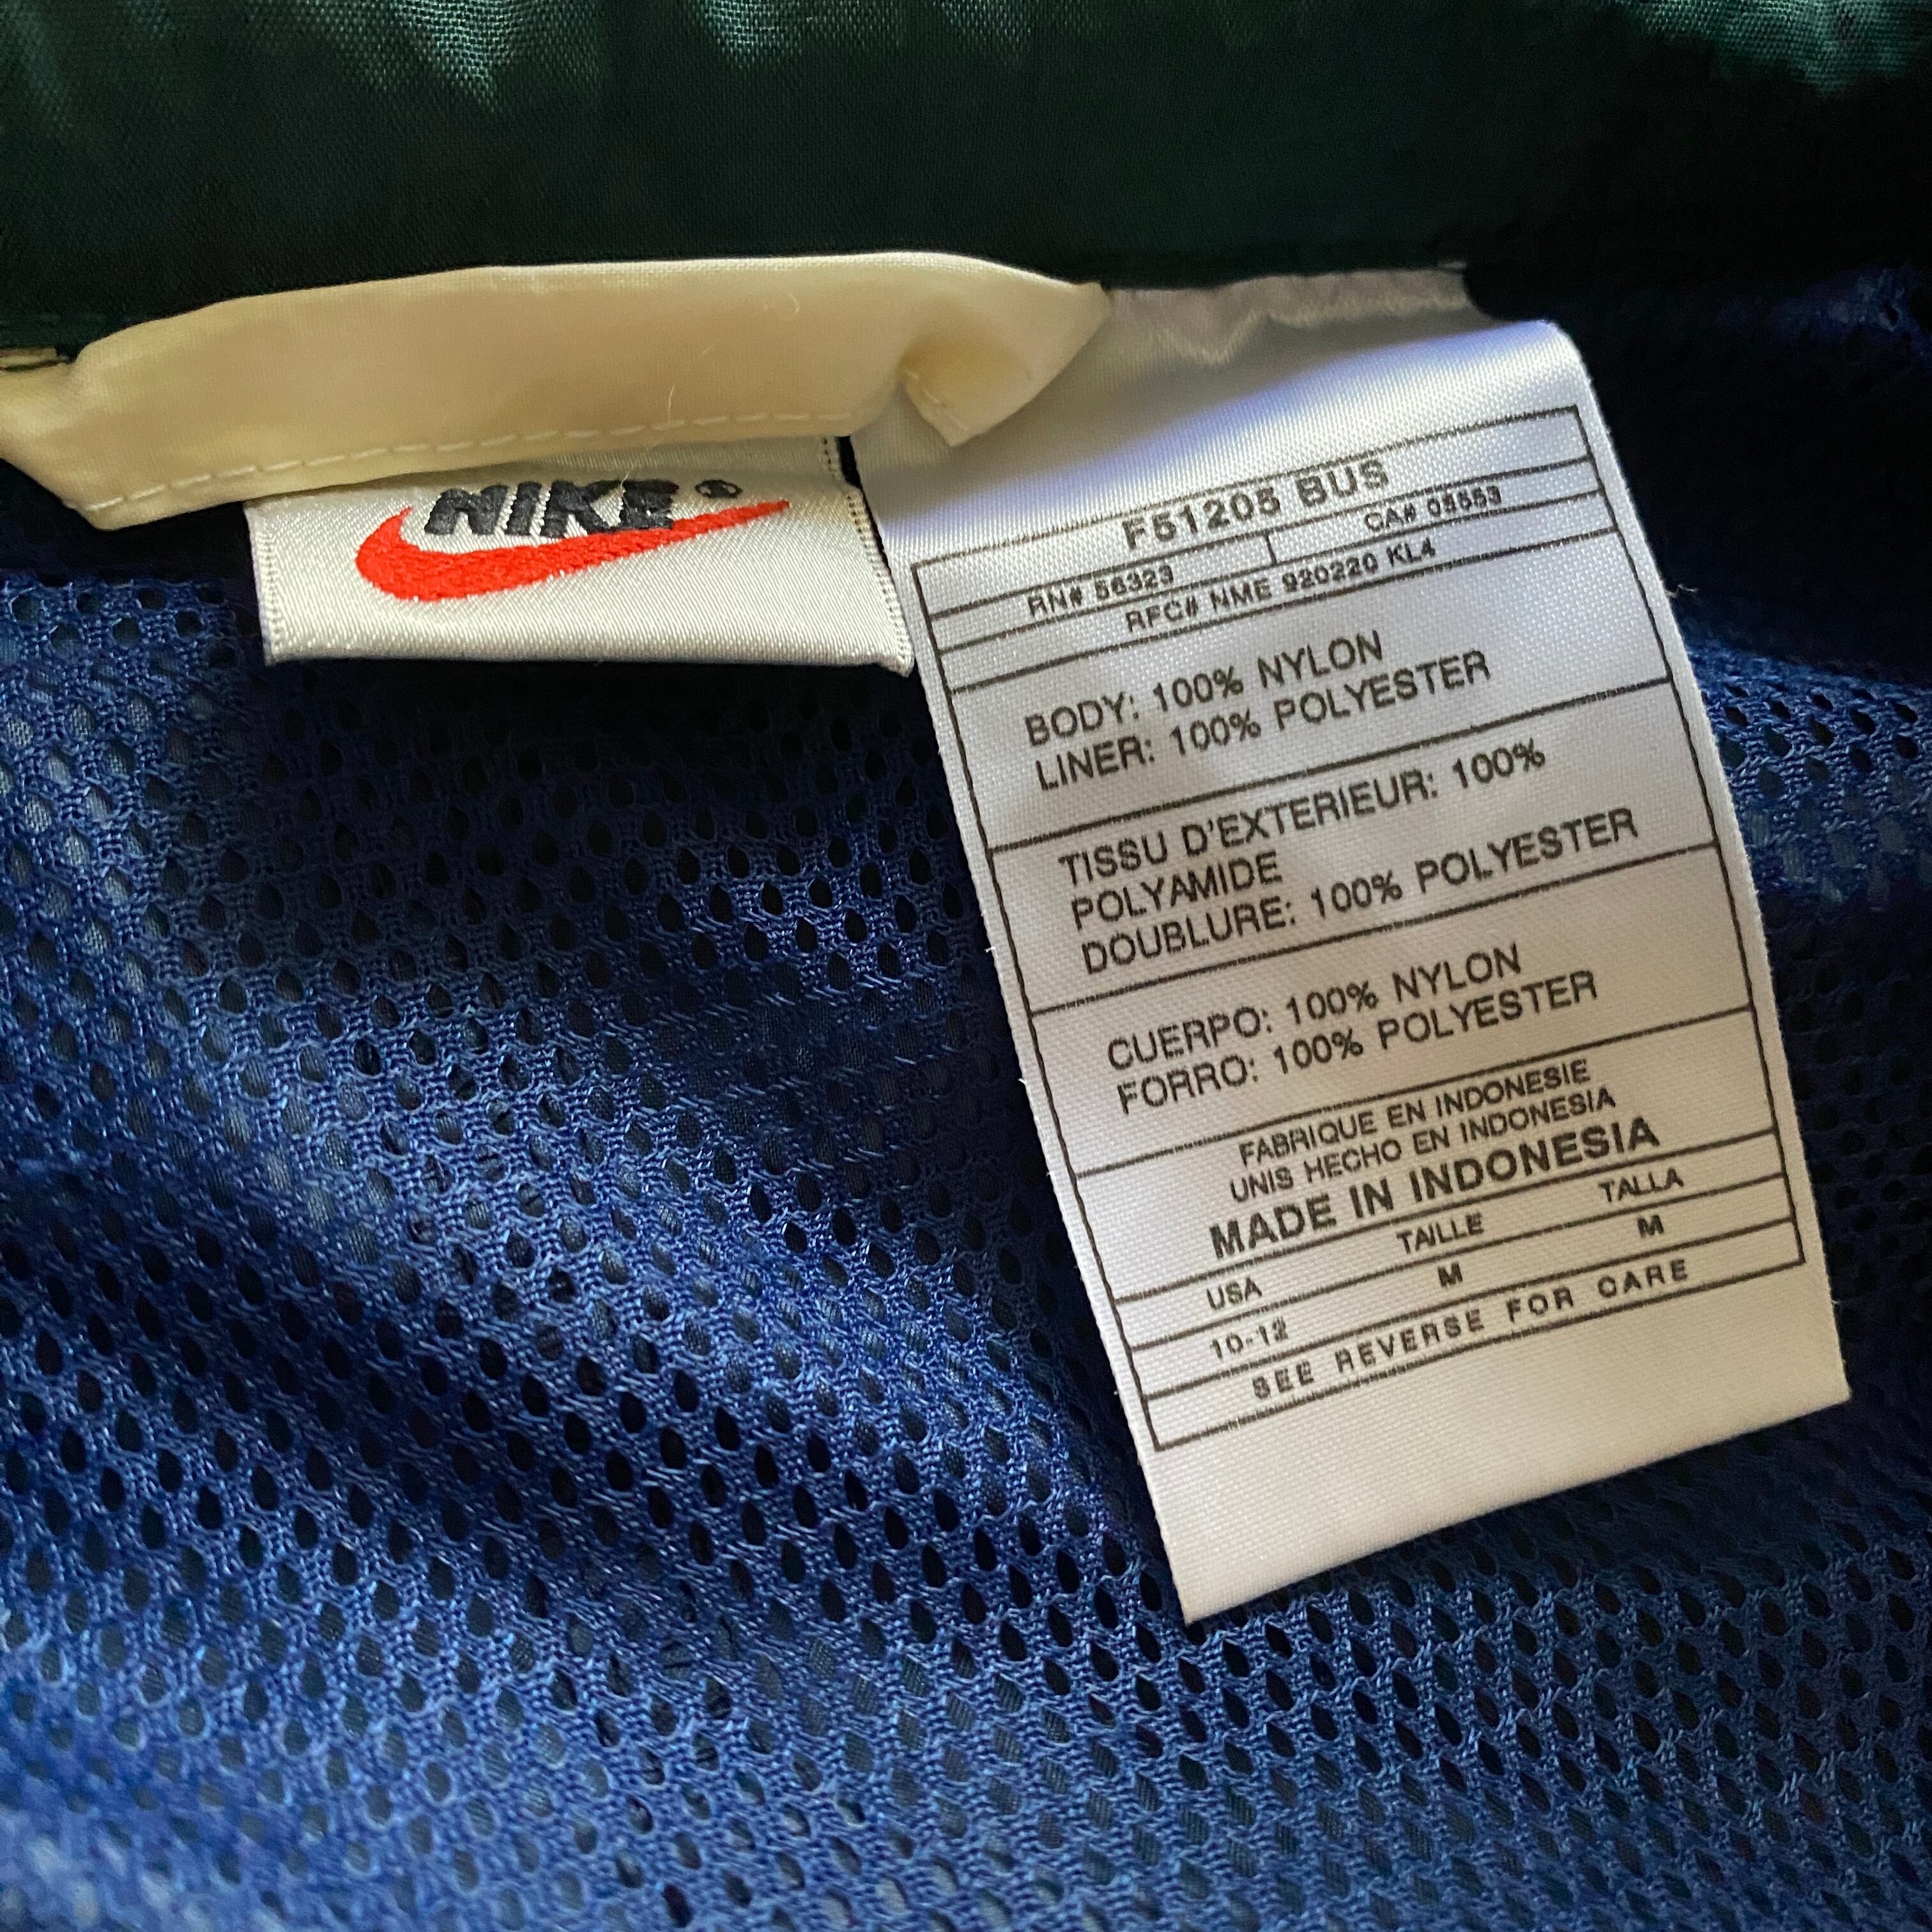 NIKE®
F51205 BUS
RN# 56323 CA# 05553
RFC# NME 920220 KL4
BODY: 100% NYLON
LINER: 100% POLYESTER
TISSU D'EXTERIEUR: 100%
POLYAMIDE
DOUBLURE: 100% POLYESTER
CUERPO: 100% NYLON
FORRO: 100% POLYESTER
FABRIQUE EN INDONESIE
UNIS HECHO EN INDONESIA
MADE IN INDONESIA
USA TAILLE TALLA
10-12 M M
SEE REVERSE FOR CARE